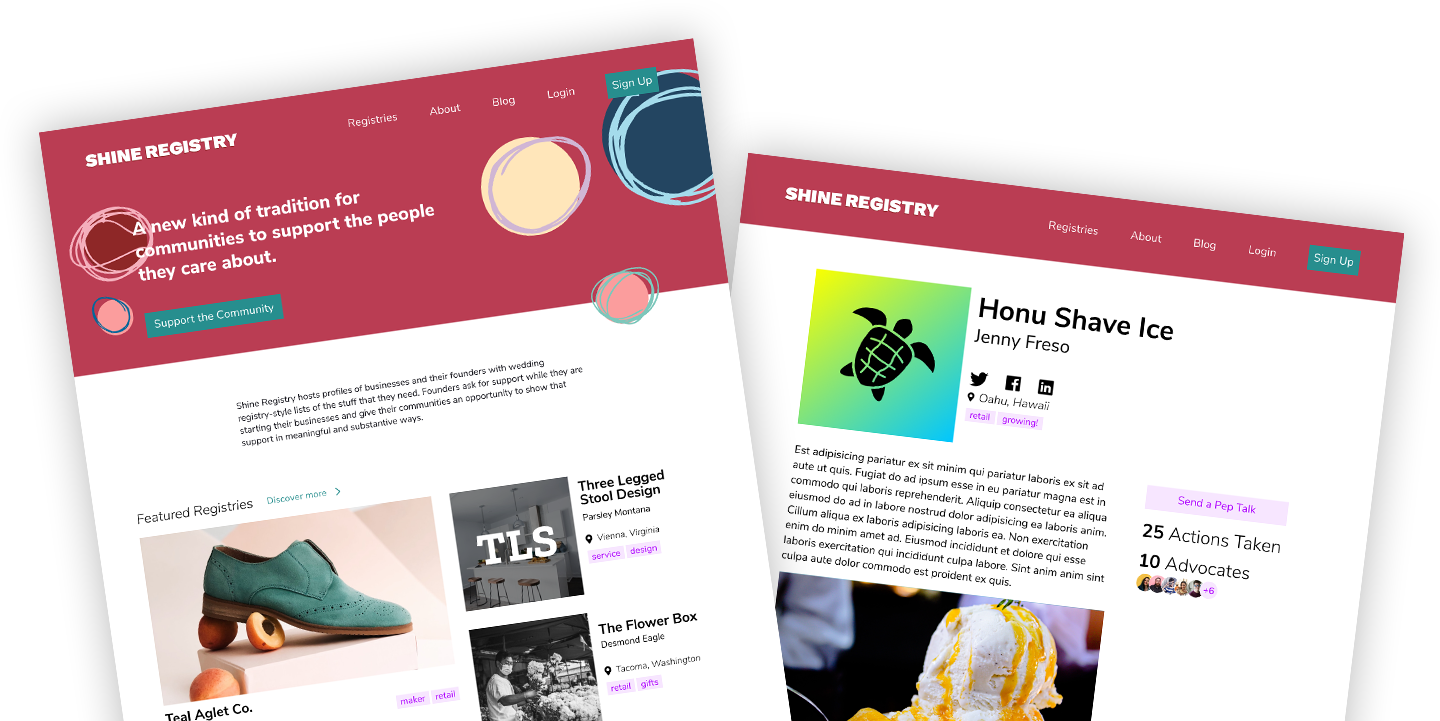 SHINE REGISTRY
Registries
About
Blog
Login
Sign Up
A new kind of tradition for
communities to support the people
they care about.
Support the Community
Shine Registry hosts profiles of businesses and their founders with wedding
registry-style lists of the stuff that they need. Founders ask for support while they are
starting their businesses and give their communities an opportunity to show that
support in meaningful and substantive ways.
Featured Registries
Discover more
Teal Aglet Co.
maker
retail
TLS
Three Legged
Stool Design
Parsley Montana
Vienna, Virginia
service
design
The Flower Box
Desmond Eagle
Tacoma, Washington
retail
gifts
SHINE REGISTRY
Registries
About
Blog
Login
Sign Up
Honu Shave Ice
Jenny Freso
Oahu, Hawaii
retail
growing!
Est adipisicing pariatur ex sit minim qui pariatur laboris ex sit ad
aute ut quis. Fugiat do ad ipsum esse in eu pariatur magna est in
commodo qui laboris reprehenderit. Aliquip consectetur ea aliqua
eiusmod do ad in labore nostrud dolor adipisicing ea laboris anim.
Cillum aliqua ex laboris adipisicing laboris ea. Non exercitation
enim do minim amet ad. Eiusmod incididunt et dolore qui esse
laboris exercitation qui incididunt culpa labore. Sint anim anim sint
culpa aute dolor commodo est proident ex quis.
Send a Pep Talk
25 Actions Taken
10 Advocates
+6